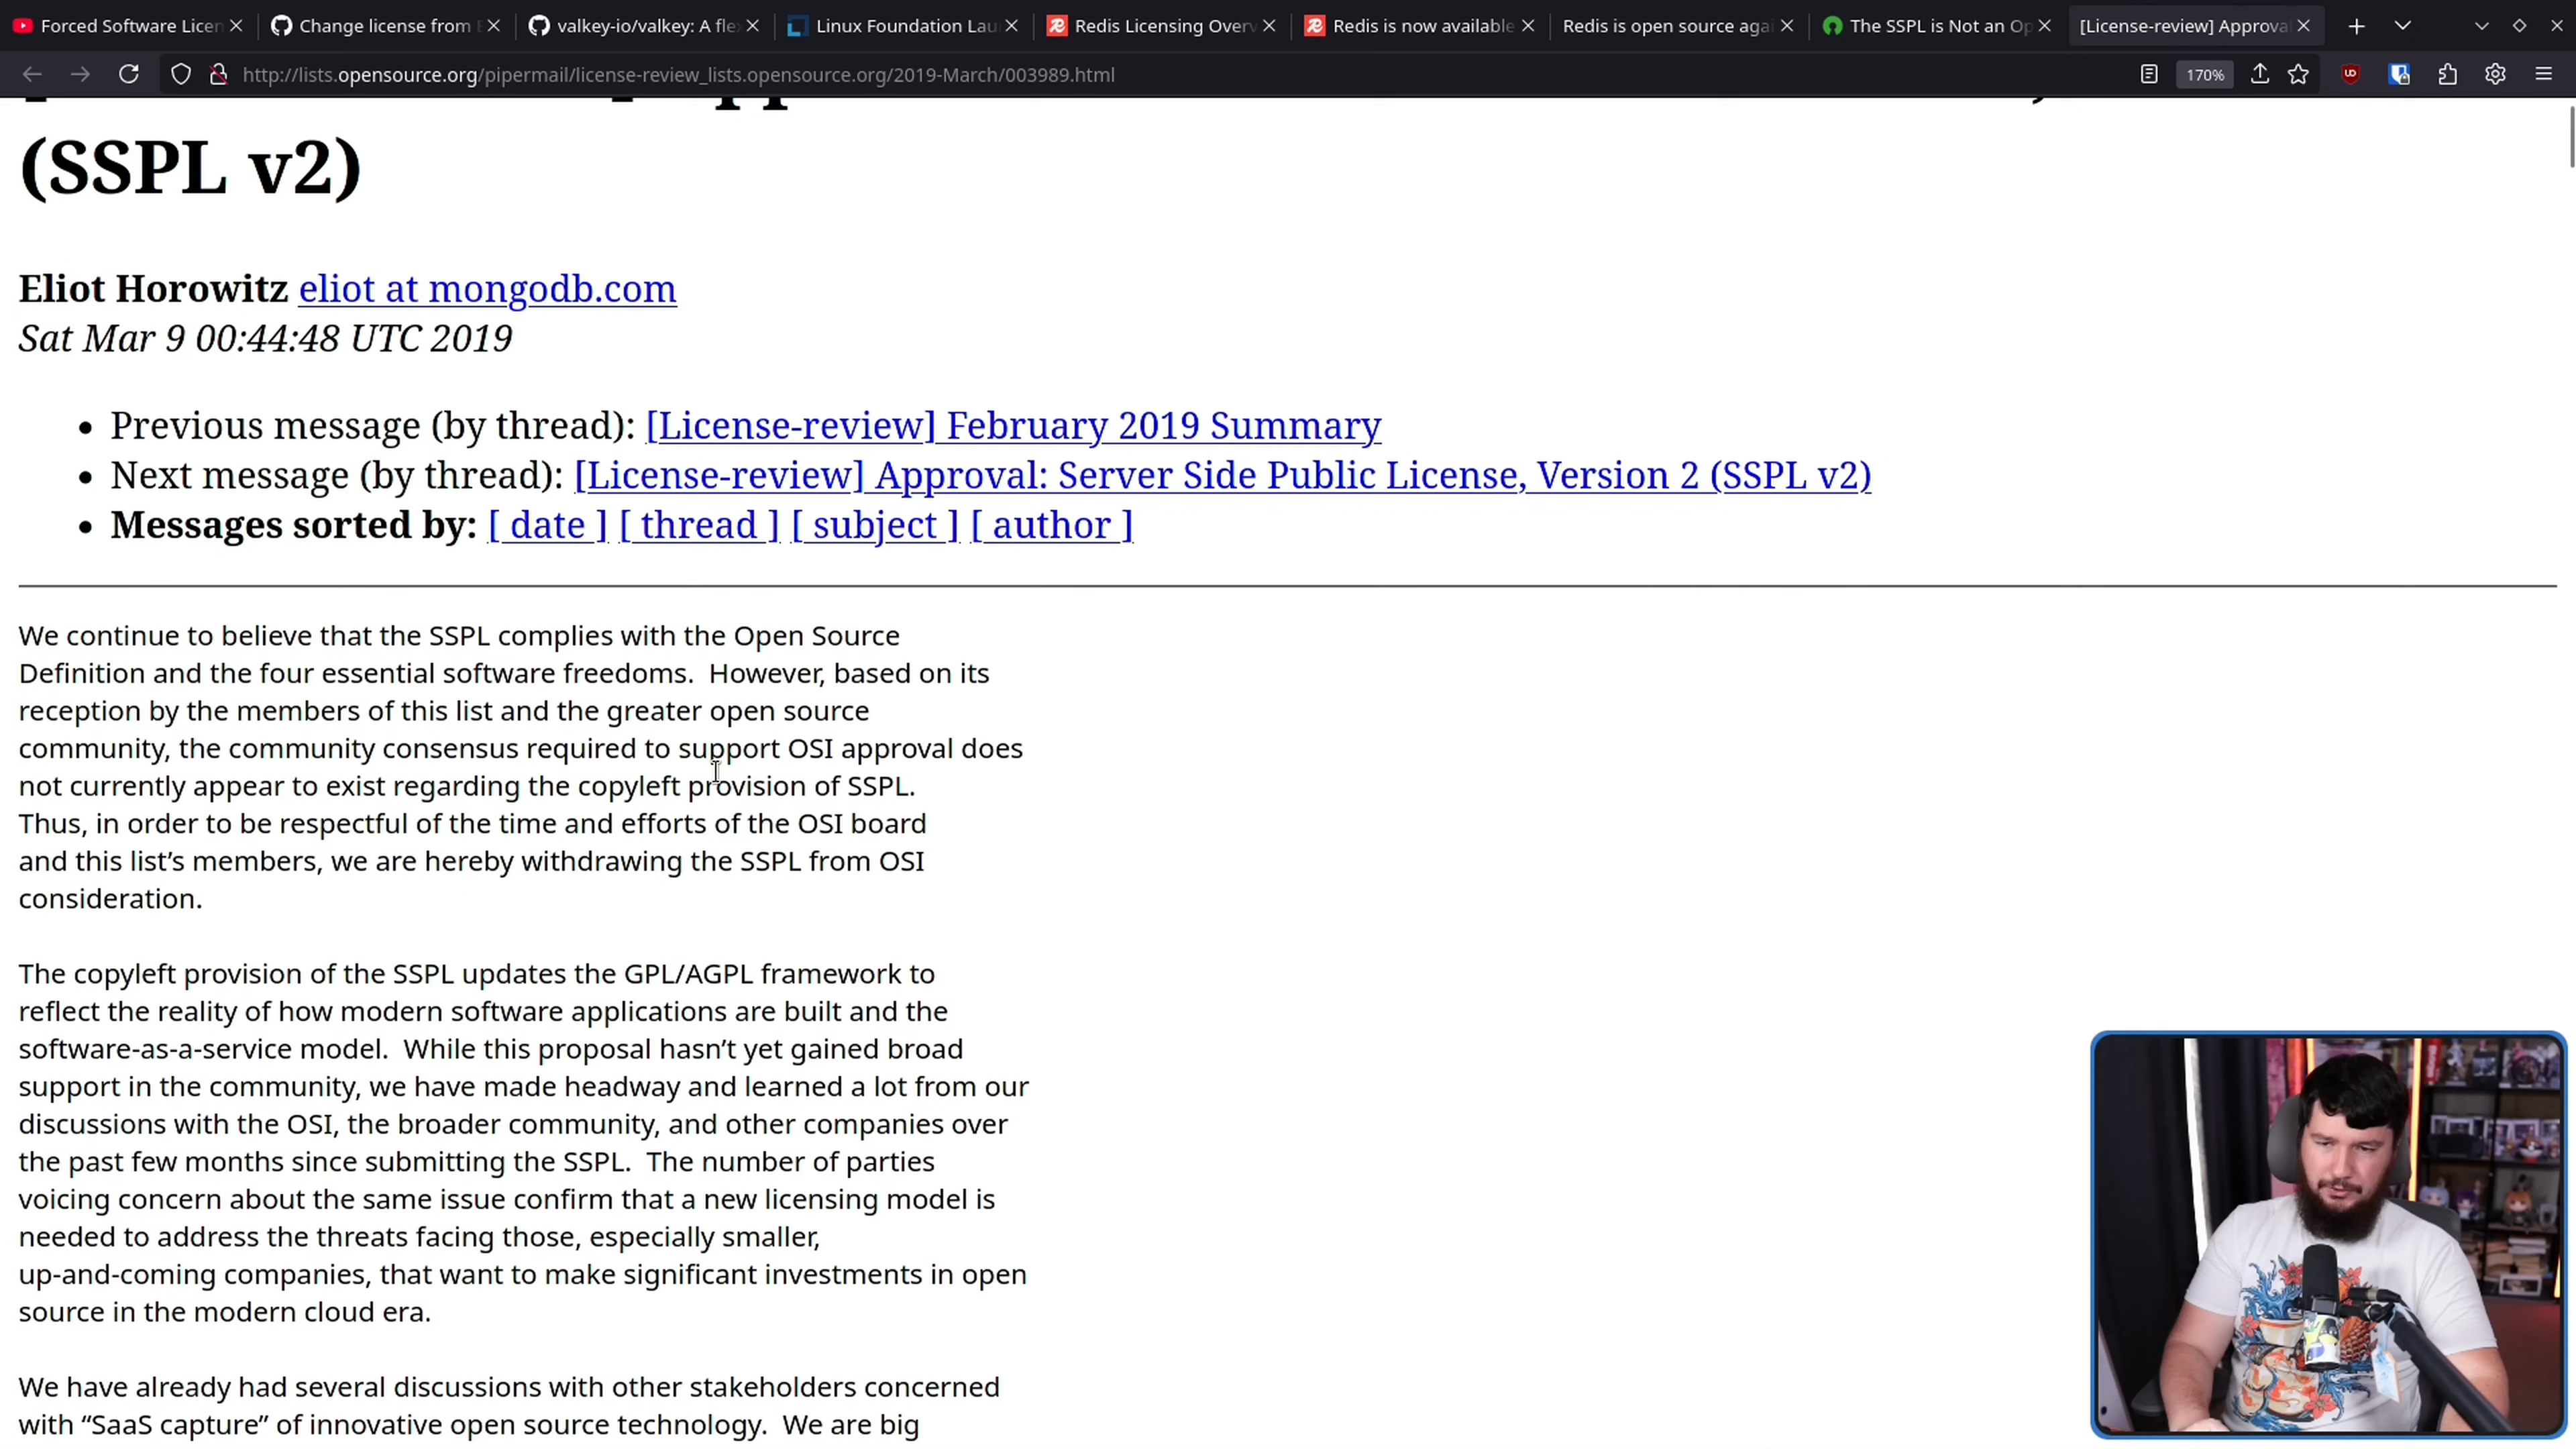 Forced Software Licen
Change license from B
valkey-io/valkey: A fle
Linux Foundation Lau
Redis Licensing Overv
Redis is now available
Redis is open source aga
The SSPL is Not an Op
[License-review] Approva
http://lists.opensource.org/pipermail/license-review_lists.opensource.org/2019-March/003989.html
170%
(SSPL v2)
Eliot Horowitz eliot at mongodb.com
Sat Mar 9 00:44:48 UTC 2019
• Previous message (by thread): [License-review] February 2019 Summary
• Next message (by thread): [License-review] Approval: Server Side Public License, Version 2 (SSPL v2)
• Messages sorted by: [ date ] [ thread ] [ subject ] [ author ]
We continue to believe that the SSPL complies with the Open Source
Definition and the four essential software freedoms.  However, based on its
reception by the members of this list and the greater open source
community, the community consensus required to support OSI approval does
not currently appear to exist regarding the copyleft provision of SSPL.
Thus, in order to be respectful of the time and efforts of the OSI board
and this list’s members, we are hereby withdrawing the SSPL from OSI
consideration.
The copyleft provision of the SSPL updates the GPL/AGPL framework to
reflect the reality of how modern software applications are built and the
software-as-a-service model.  While this proposal hasn’t yet gained broad
support in the community, we have made headway and learned a lot from our
discussions with the OSI, the broader community, and other companies over
the past few months since submitting the SSPL.  The number of parties
voicing concern about the same issue confirm that a new licensing model is
needed to address the threats facing those, especially smaller,
up-and-coming companies, that want to make significant investments in open
source in the modern cloud era.
We have already had several discussions with other stakeholders concerned
with “SaaS capture” of innovative open source technology.  We are big